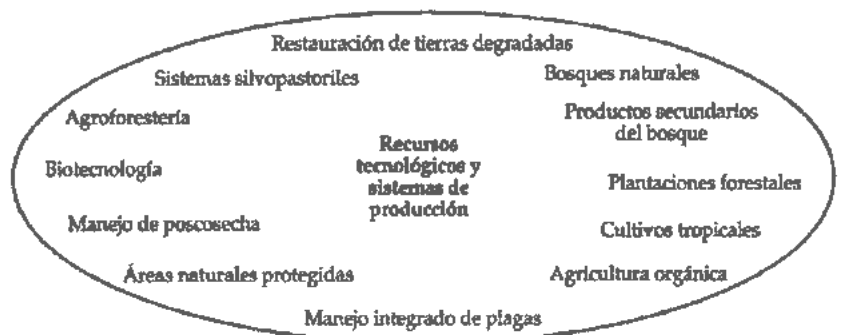 Restauración de tierras degradadas
Sistemas silvopastoriles
Bosques naturales
Agroforestería
Productos secundarios
del bosque
Recursos
tecnológicos y
sistemas de
producción
Biotecnología
Plantaciones forestales
Manejo de poscosecha
Cultivos tropicales
Áreas naturales protegidas
Agricultura orgánica
Manejo integrado de plagas